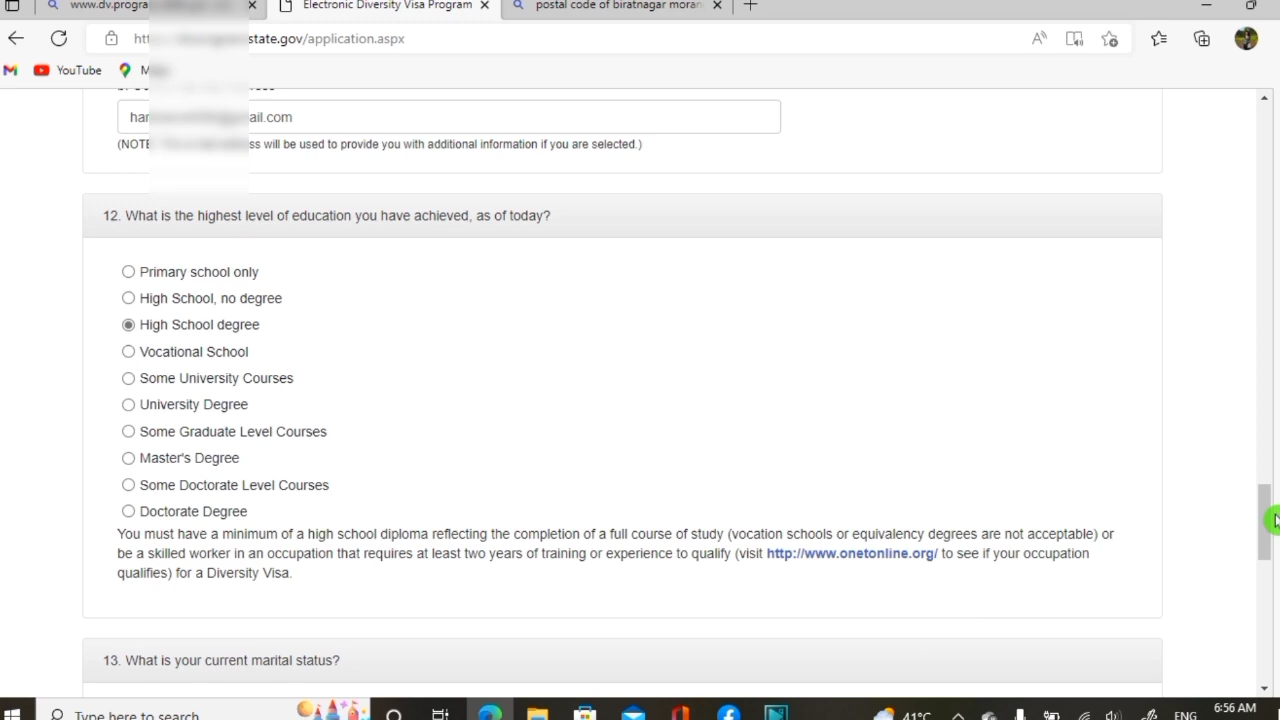 www.dv.progra
Electronic Diversity Visa Program
postal code of biratnagar moran
state.gov/application.aspx
YouTube
ail.com
(NOTE
ss will be used to provide you with additional information if you are selected.)
12. What is the highest level of education you have achieved, as of today?
Primary school only
High School, no degree
High School degree
Vocational School
Some University Courses
University Degree
Some Graduate Level Courses
Master's Degree
Some Doctorate Level Courses
Doctorate Degree
You must have a minimum of a high school diploma reflecting the completion of a full course of study (vocation schools or equivalency degrees are not acceptable) or
be a skilled worker in an occupation that requires at least two years of training or experience to qualify (visit http://www.onetonline.org/ to see if your occupation
qualifies) for a Diversity Visa.
13. What is your current marital status?
Type here to search
41°C
ENG
6:56 AM